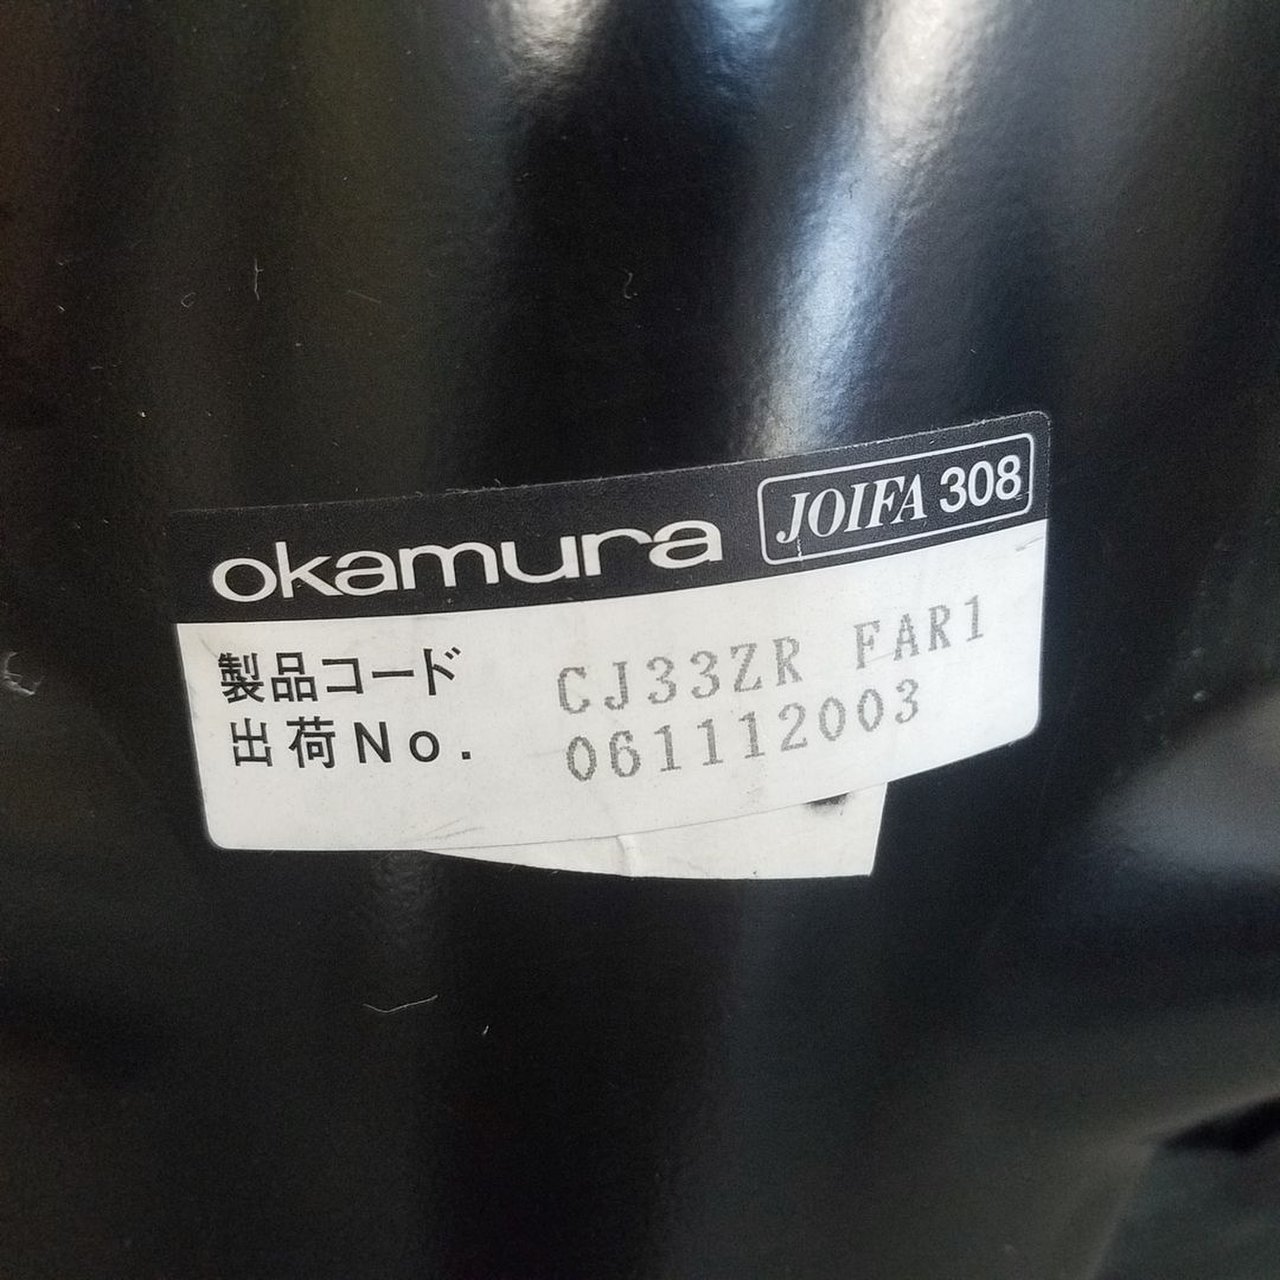 okamura JOIFA 308
製品コード CJ33ZR FAR1
出荷No. 061112003